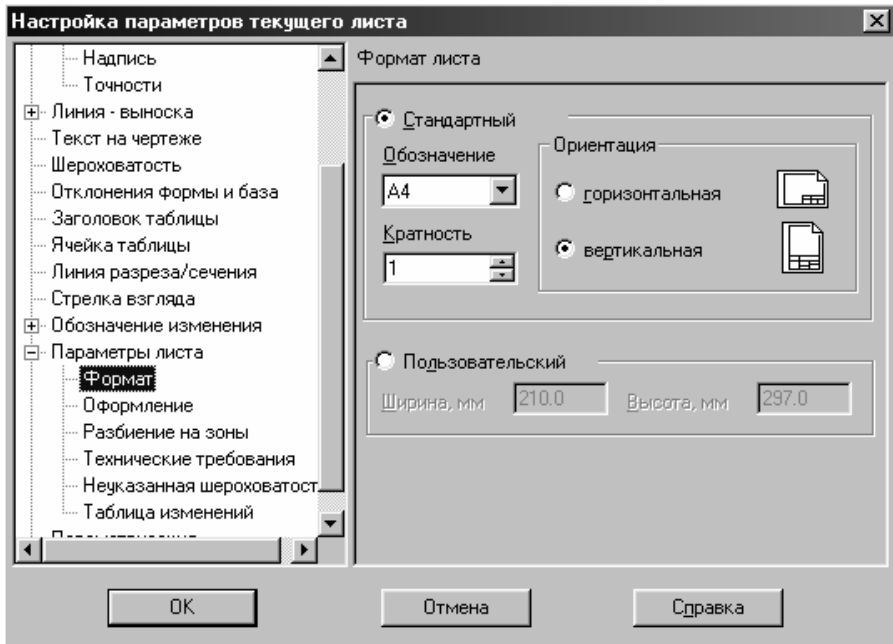 Настройка параметров текущего листа
Надпись
Точности
Линия - выноска
Текст на чертеже
Шероховатость
Отклонения формы и база
Заголовок таблицы
Ячейка таблицы
Линия разреза/сечения
Стрелка взгляда
Обозначение изменения
Параметры листа
Формат
Оформление
Разбиение на зоны
Технические требования
Неуказанная шероховатост
Таблица изменений
Формат листа
Стандартный
Обозначение
A4
Кратность
1
Ориентация
горизонтальная
вертикальная
Пользовательский
Ширина, мм 210.0 Высота, мм 297.0
OK Отмена Справка